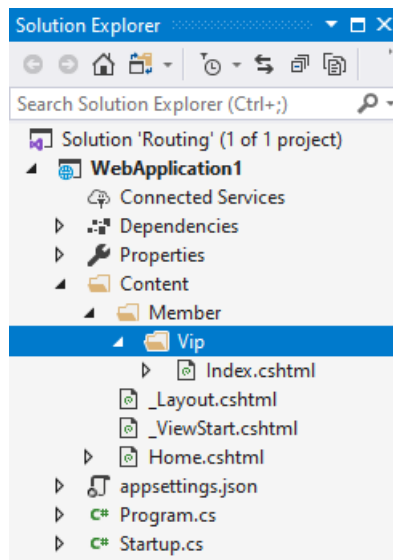 Solution Explorer
Search Solution Explorer (Ctrl+;)
Solution 'Routing' (1 of 1 project)
WebApplication1
Connected Services
Dependencies
Properties
Content
Member
Vip
Index.cshtml
_Layout.cshtml
_ViewStart.cshtml
Home.cshtml
appsettings.json
C# Program.cs
C# Startup.cs